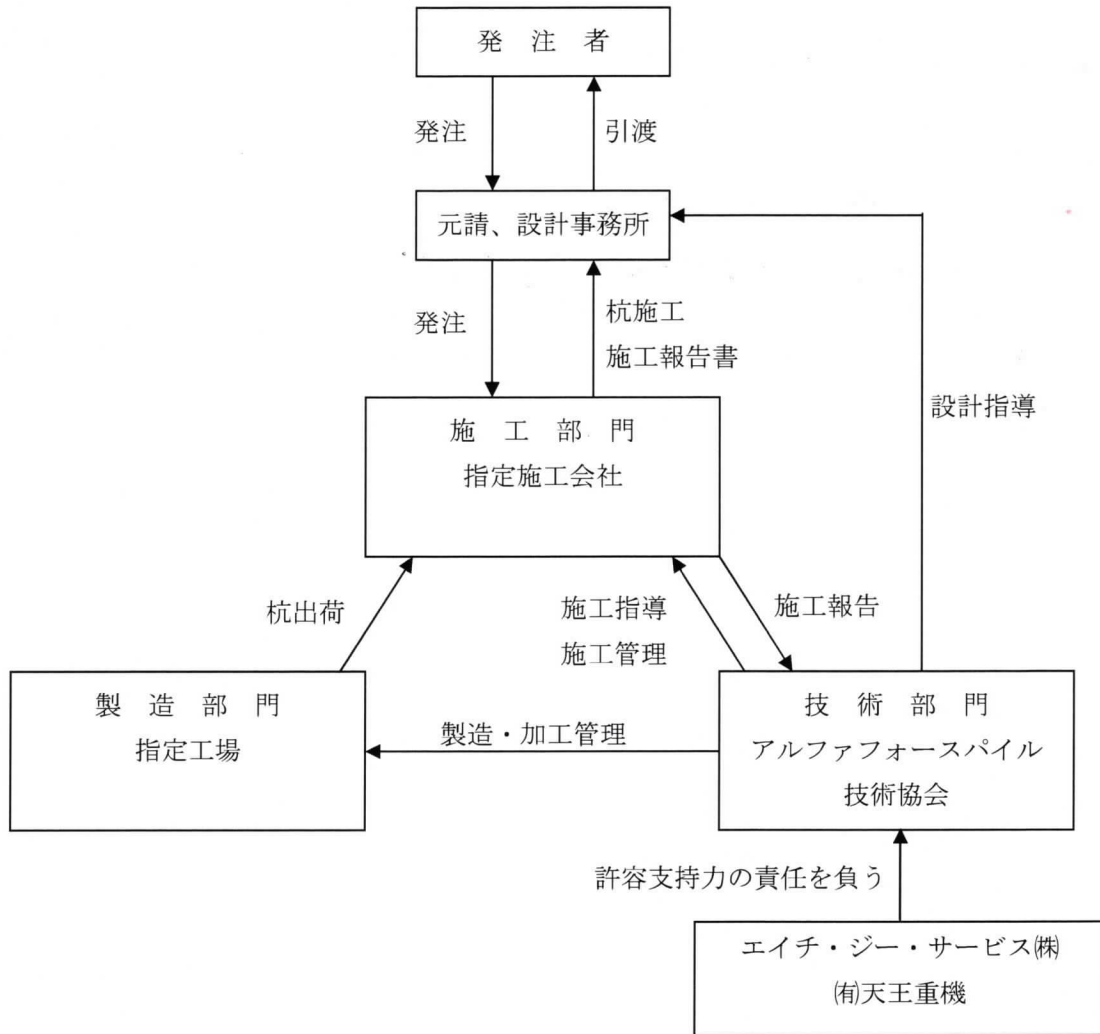 発 注 者
発注
引渡
元請、設計事務所
発注
杭施工
施工報告書
設計指導
施 工 部 門
指定施工会社
杭出荷
施工指導
施工管理
施工報告
製 造 部 門
指定工場
製造・加工管理
技 術 部 門
アルファフォースパイル
技術協会
許容支持力の責任を負う
エイチ・ジー・サービス㈱
㈲天王重機